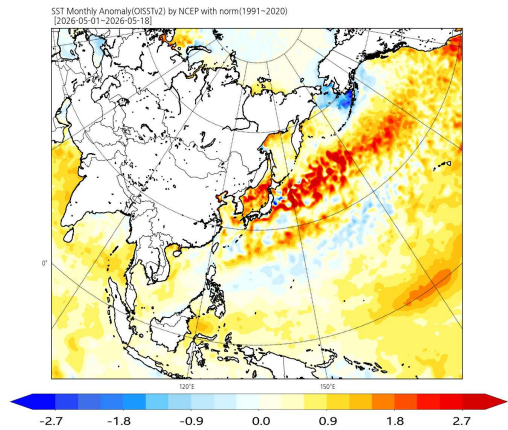 SST Monthly Anomaly(OISSTv2) by NCEP with norm(1991~2020)
[2026-05-01~2026-05-18]
0°
120°E
150°E
-2.7 -1.8 -0.9 0.0 0.9 1.8 2.7